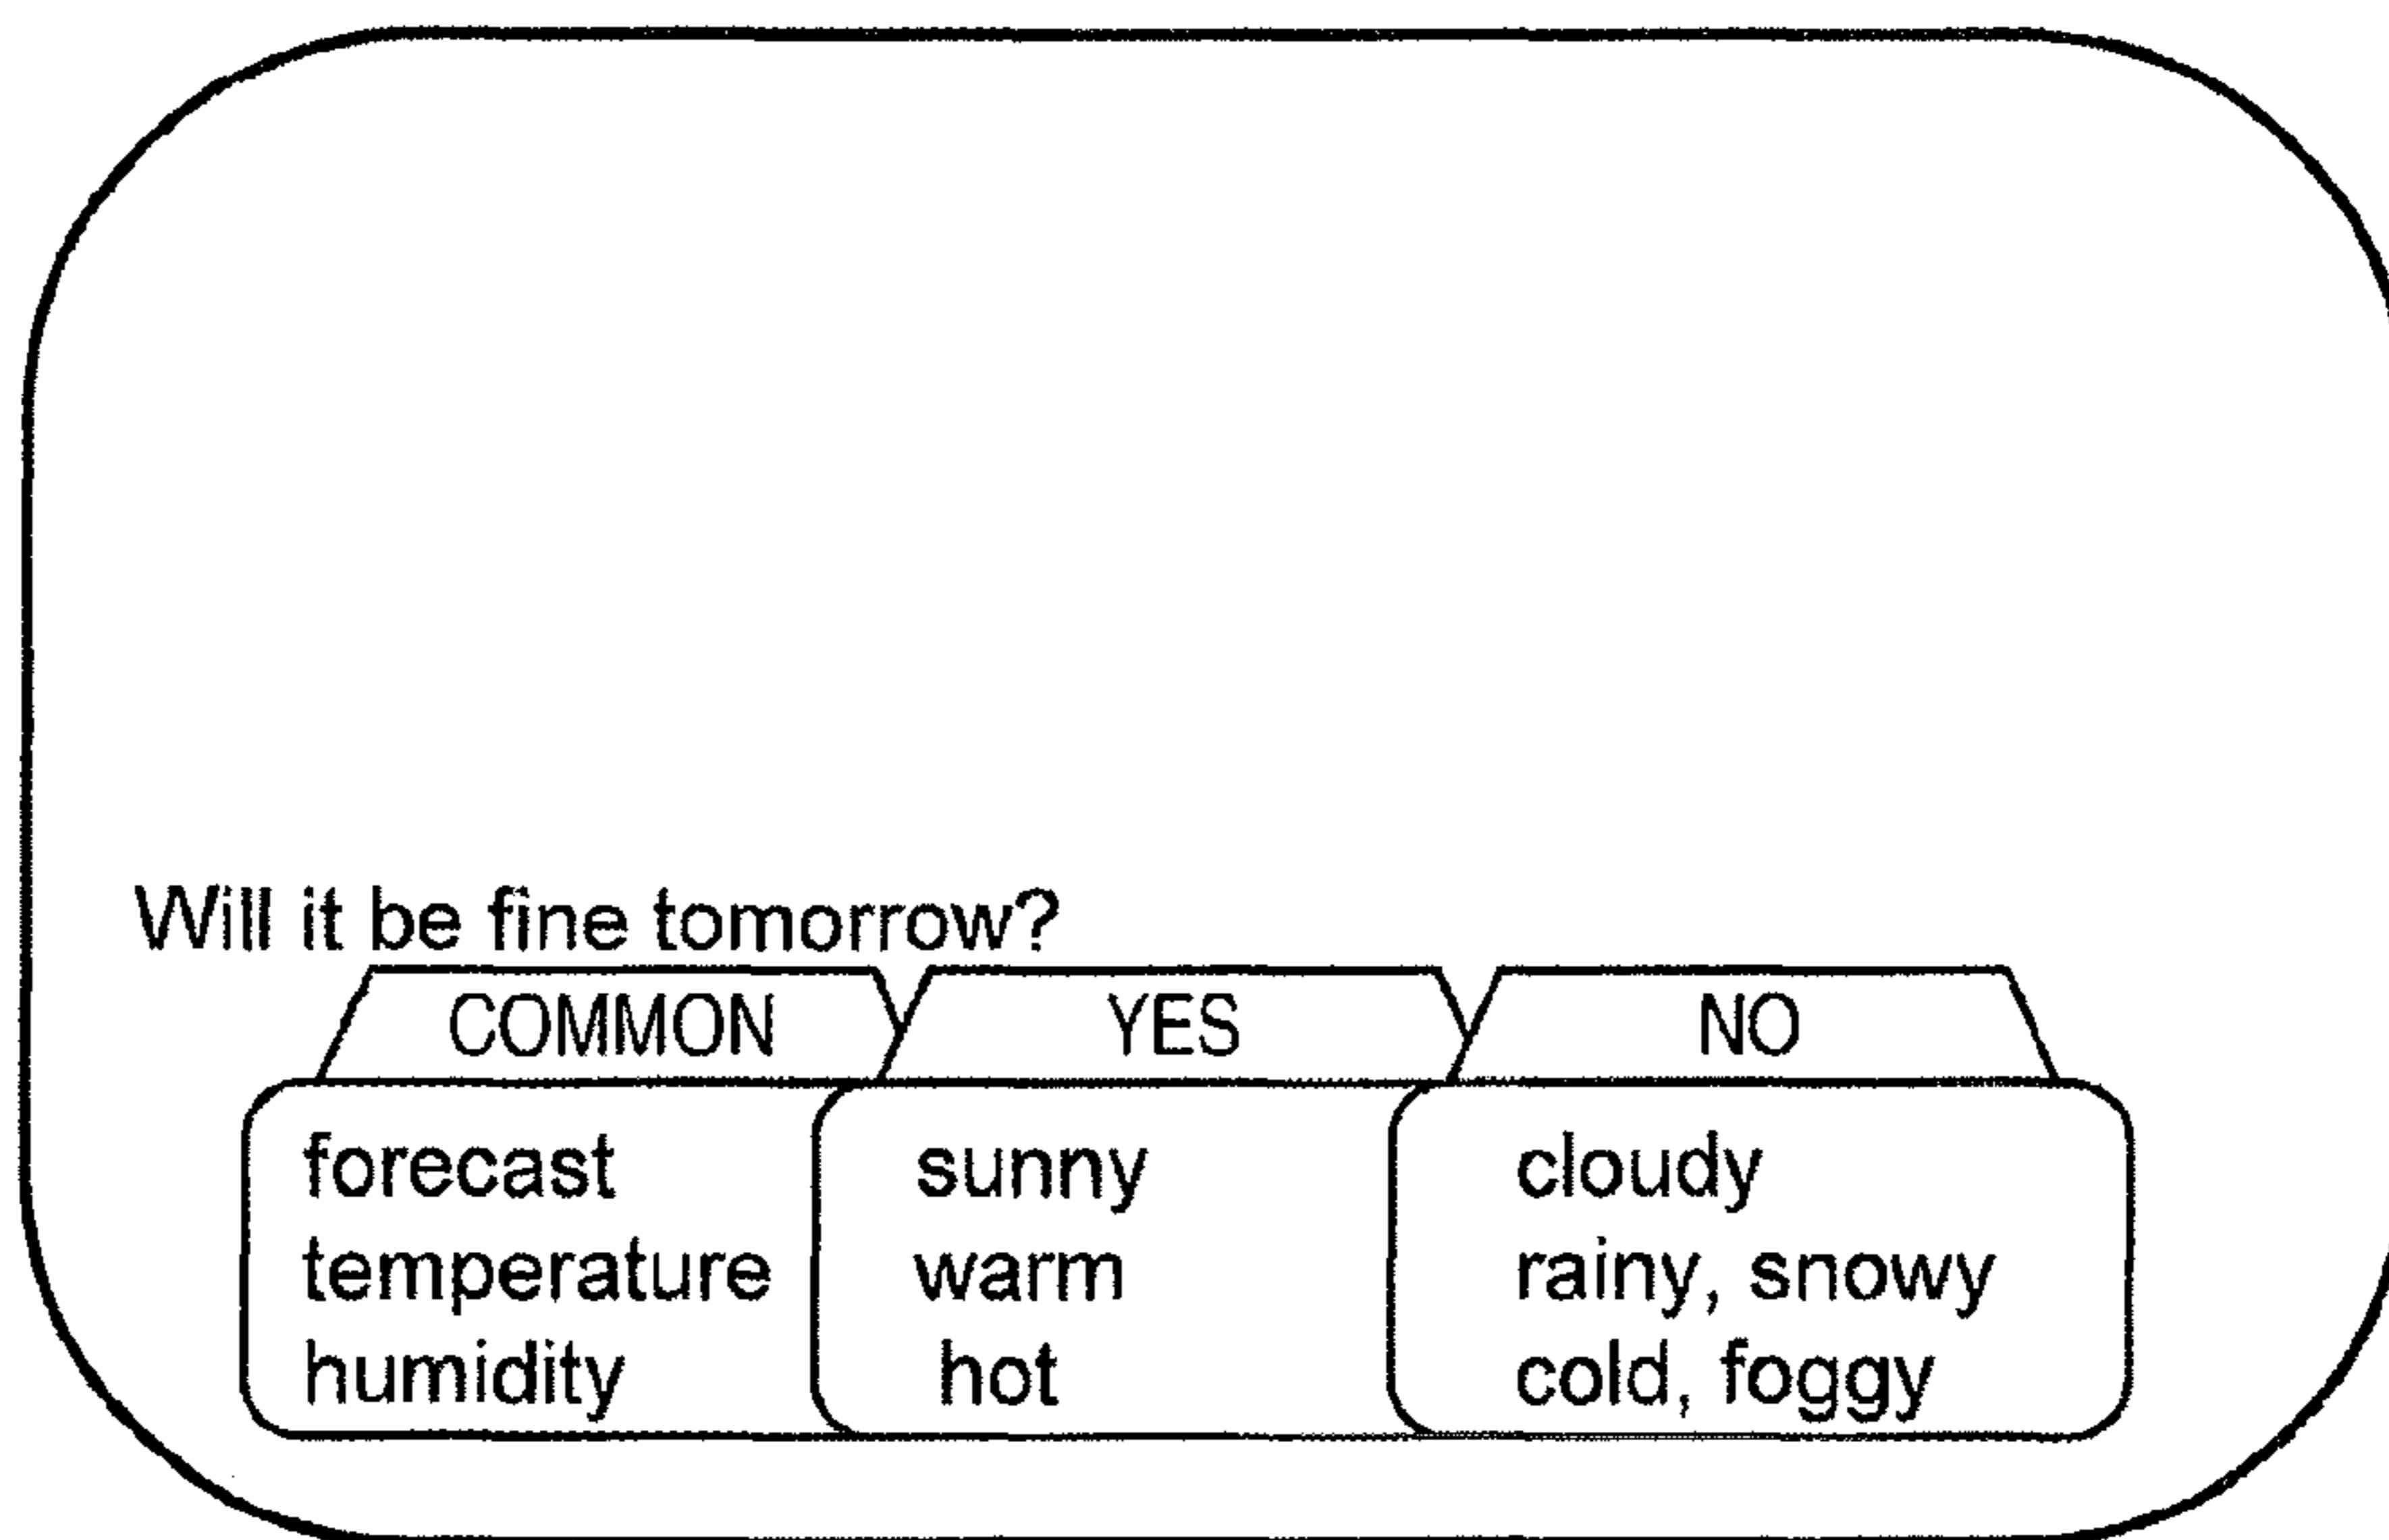 Will it be fine tomorrow?
COMMON YES NO
forecast sunny cloudy
temperature warm rainy, snowy
humidity hot cold, foggy